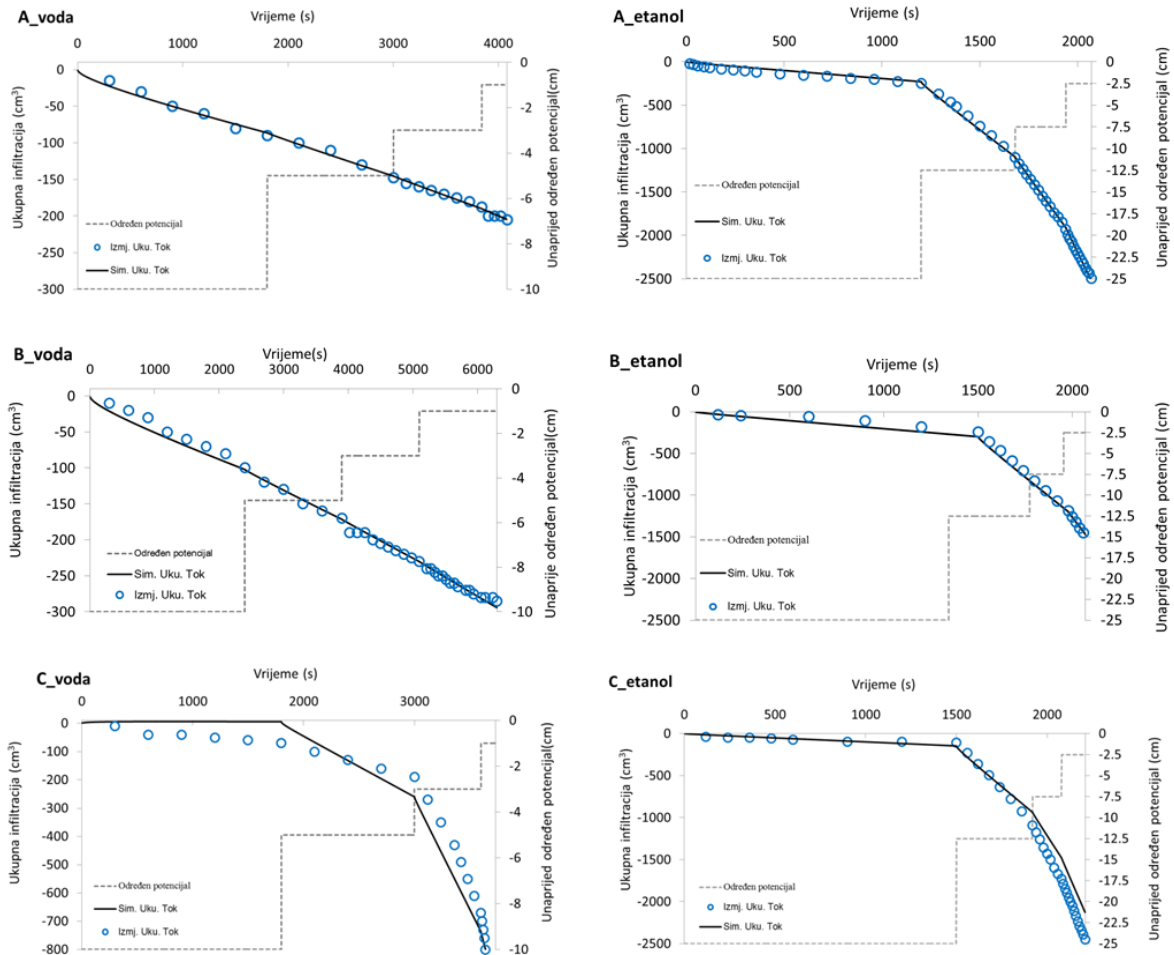 A_voda
Vrijeme (s)
0 1000 2000 3000 4000
Ukupna infiltracija (cm³)
0
-50
-100
-150
-200
-250
-300
Određen potencijal
Izmj. Uku. Tok
Sim. Uku. Tok
0
-2
-4
-6
-8
-10
Unaprijed određen potencijal(cm)
A_etanol
Vrijeme (s)
0 500 1000 1500 2000
Ukupna infiltracija (cm³)
0
-500
-1000
-1500
-2000
-2500
Određen potencijal
Sim. Uku. Tok
Izmj. Uku. Tok
0
-2.5
-5
-7.5
-10
-12.5
-15
-17.5
-20
-22.5
-25
Unaprijed određen potencijal (cm)
B_voda
Vrijeme(s)
0 1000 2000 3000 4000 5000 6000
Ukupna infiltracija (cm³)
0
-50
-100
-150
-200
-250
-300
Određen potencijal
Sim. Uku. Tok
Izmj. Uku. Tok
0
-2
-4
-6
-8
-10
Unaprije određen potencijal(cm)
B_etanol
Vrijeme (s)
0 500 1000 1500 2000
Ukupna infiltracija (cm³)
0
-500
-1000
-1500
-2000
-2500
Određen potencijal
Sim. Uku. Tok
Izmj. Uku. Tok
0
-2.5
-5
-7.5
-10
-12.5
-15
-17.5
-20
-22.5
-25
Unaprijed određen potencijal (cm)
C_voda
Vrijeme (s)
0 1000 2000 3000
Ukupna infiltracija (cm³)
0
-100
-200
-300
-400
-500
-600
-700
-800
Određen potencijal
Sim. Uku. Tok
Izmj. Uku. Tok
0
-2
-4
-6
-8
-10
Unaprijed određen potencijal(cm)
C_etanol
Vrijeme (s)
0 500 1000 1500 2000
Ukupna infiltracija (cm³)
0
-500
-1000
-1500
-2000
-2500
Određen potencijal
Izmj. Uku. Tok
Sim. Uku. Tok
0
-2.5
-5
-7.5
-10
-12.5
-15
-17.5
-20
-22.5
-25
Unaprijed određen potencijal (cm)